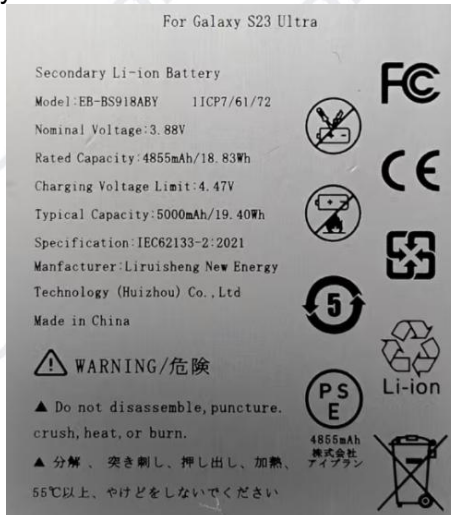 For Galaxy S23 Ultra
Secondary Li-ion Battery
Model:EB-BS918ABY 1ICP7/61/72
Nominal Voltage:3.88V
Rated Capacity:4855mAh/18.83Wh
Charging Voltage Limit:4.47V
Typical Capacity:5000mAh/19.40Wh
Specification:IEC62133-2:2021
Manfacturer:Liruisheng New Energy
Technology (Huizhou) Co.,Ltd
Made in China
WARNING/危険
▲ Do not disassemble,puncture.
crush,heat,or burn.
▲ 分解 、 突き刺し、押し出し、加熱、
55℃以上、やけどをしないでください
FC
CE
5
Li-ion
PS
E
4855mAh
株式会社
アイプラン